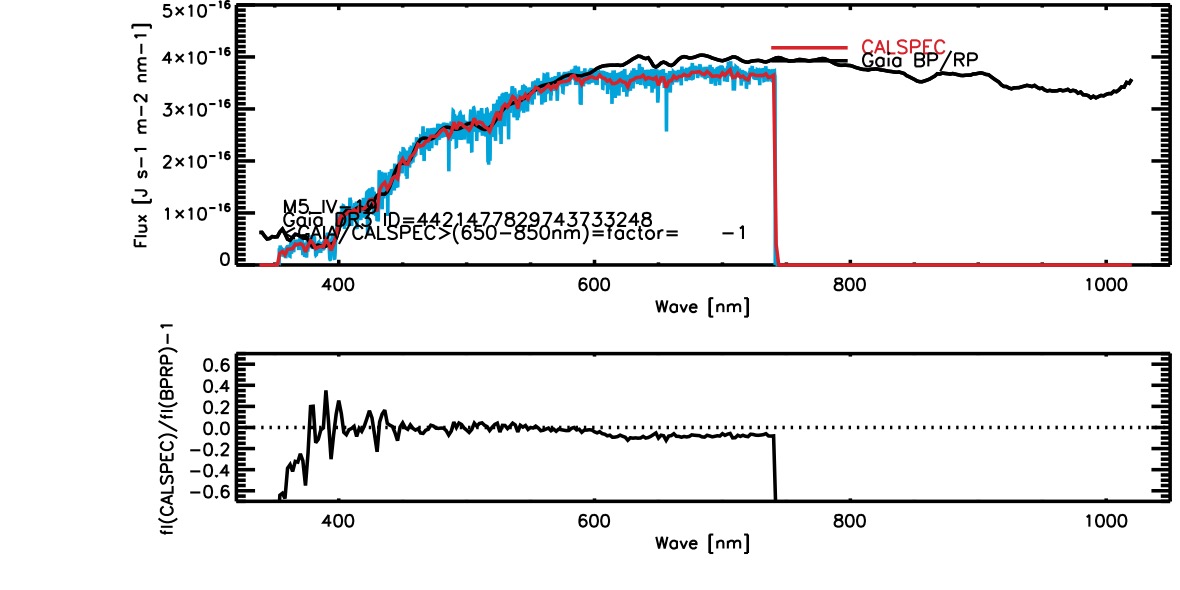 5×10−16
4×10−16
3×10−16
2×10−16
1×10−16
0
Flux [J s−1 m−2 nm−1]
CALSPEC
Gaia BP/RP
M5_IV−19
Gaia DR3 ID=4421477829743733248
<GAIA/CALSPEC>(650−850nm)=factor= −1
400 600 800 1000
Wave [nm]
fl(CALSPEC)/fl(BPRP)−1
0.6
0.4
0.2
0.0
−0.2
−0.4
−0.6
400 600 800 1000
Wave [nm]